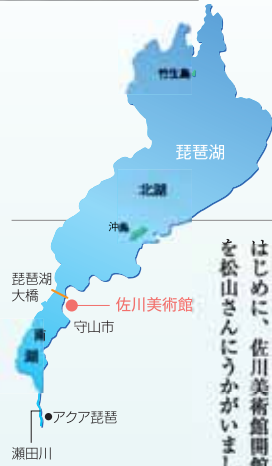 竹生島
琵琶湖
北湖
沖島
琵琶湖
大橋
佐川美術館
守山市
南
湖
アクア琵琶
瀬田川
はじめに、佐川美術館開館
を松山さんにうかがいまし